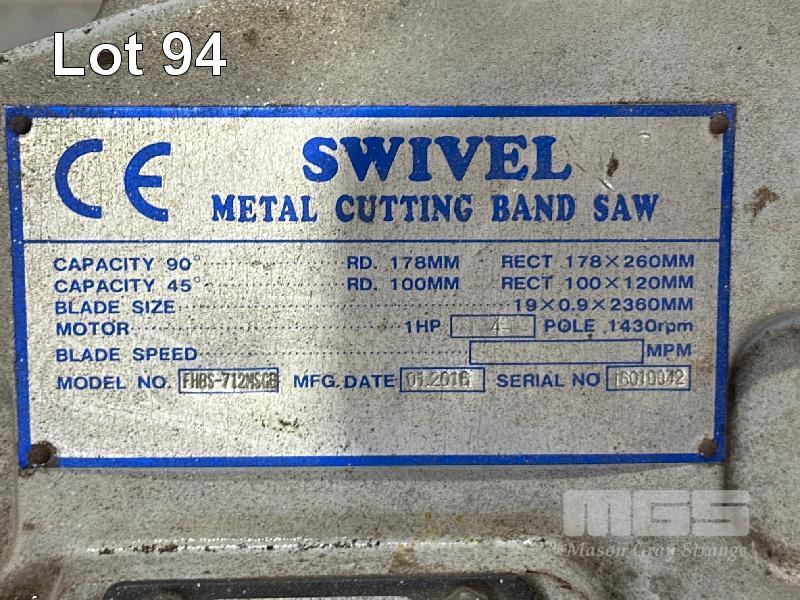 Lot 94
CE
SWIVEL
METAL CUTTING BAND SAW
CAPACITY 90° RD. 178MM RECT 178×260MM
CAPACITY 45° RD. 100MM RECT 100×120MM
BLADE SIZE 19×0.9×2360MM
MOTOR 1HP 4 POLE 1430rpm
BLADE SPEED MPM
MODEL NO FHBS-712MSGB MFG. DATE 01.2016 SERIAL NO 16010042
MGS
Mason Gray Strange